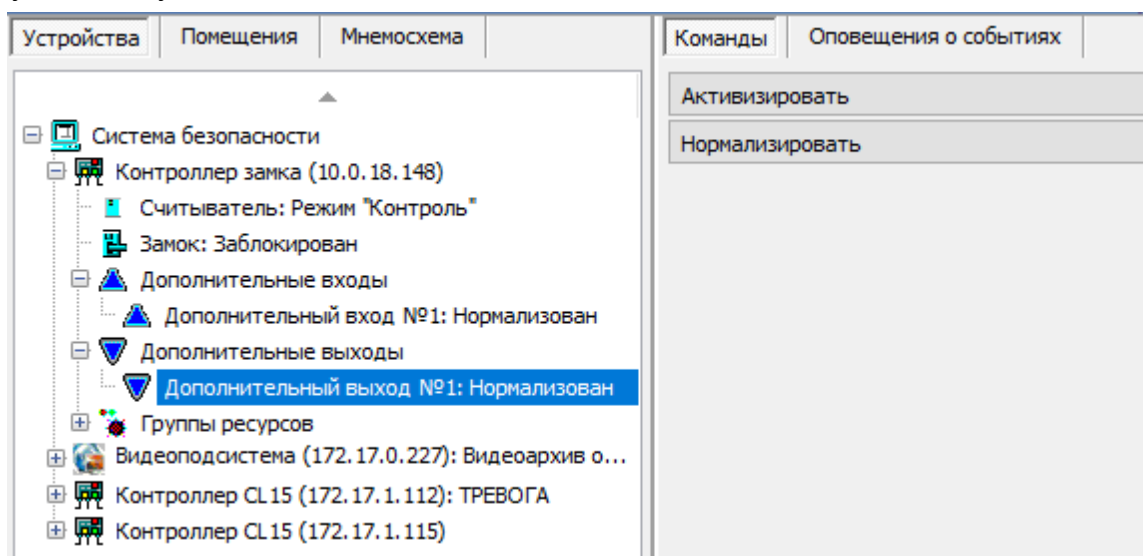 Устройства Помещения Мнемосхема
Команды Оповещения о событиях
Активизировать
Нормализировать
Система безопасности
Контроллер замка (10.0.18.148)
Считыватель: Режим "Контроль"
Замок: Заблокирован
Дополнительные входы
Дополнительный вход №1: Нормализован
Дополнительные выходы
Дополнительный выход №1: Нормализован
Группы ресурсов
Видеоподсистема (172.17.0.227): Видеоархив о...
Контроллер CL15 (172.17.1.112): ТРЕВОГА
Контроллер CL15 (172.17.1.115)